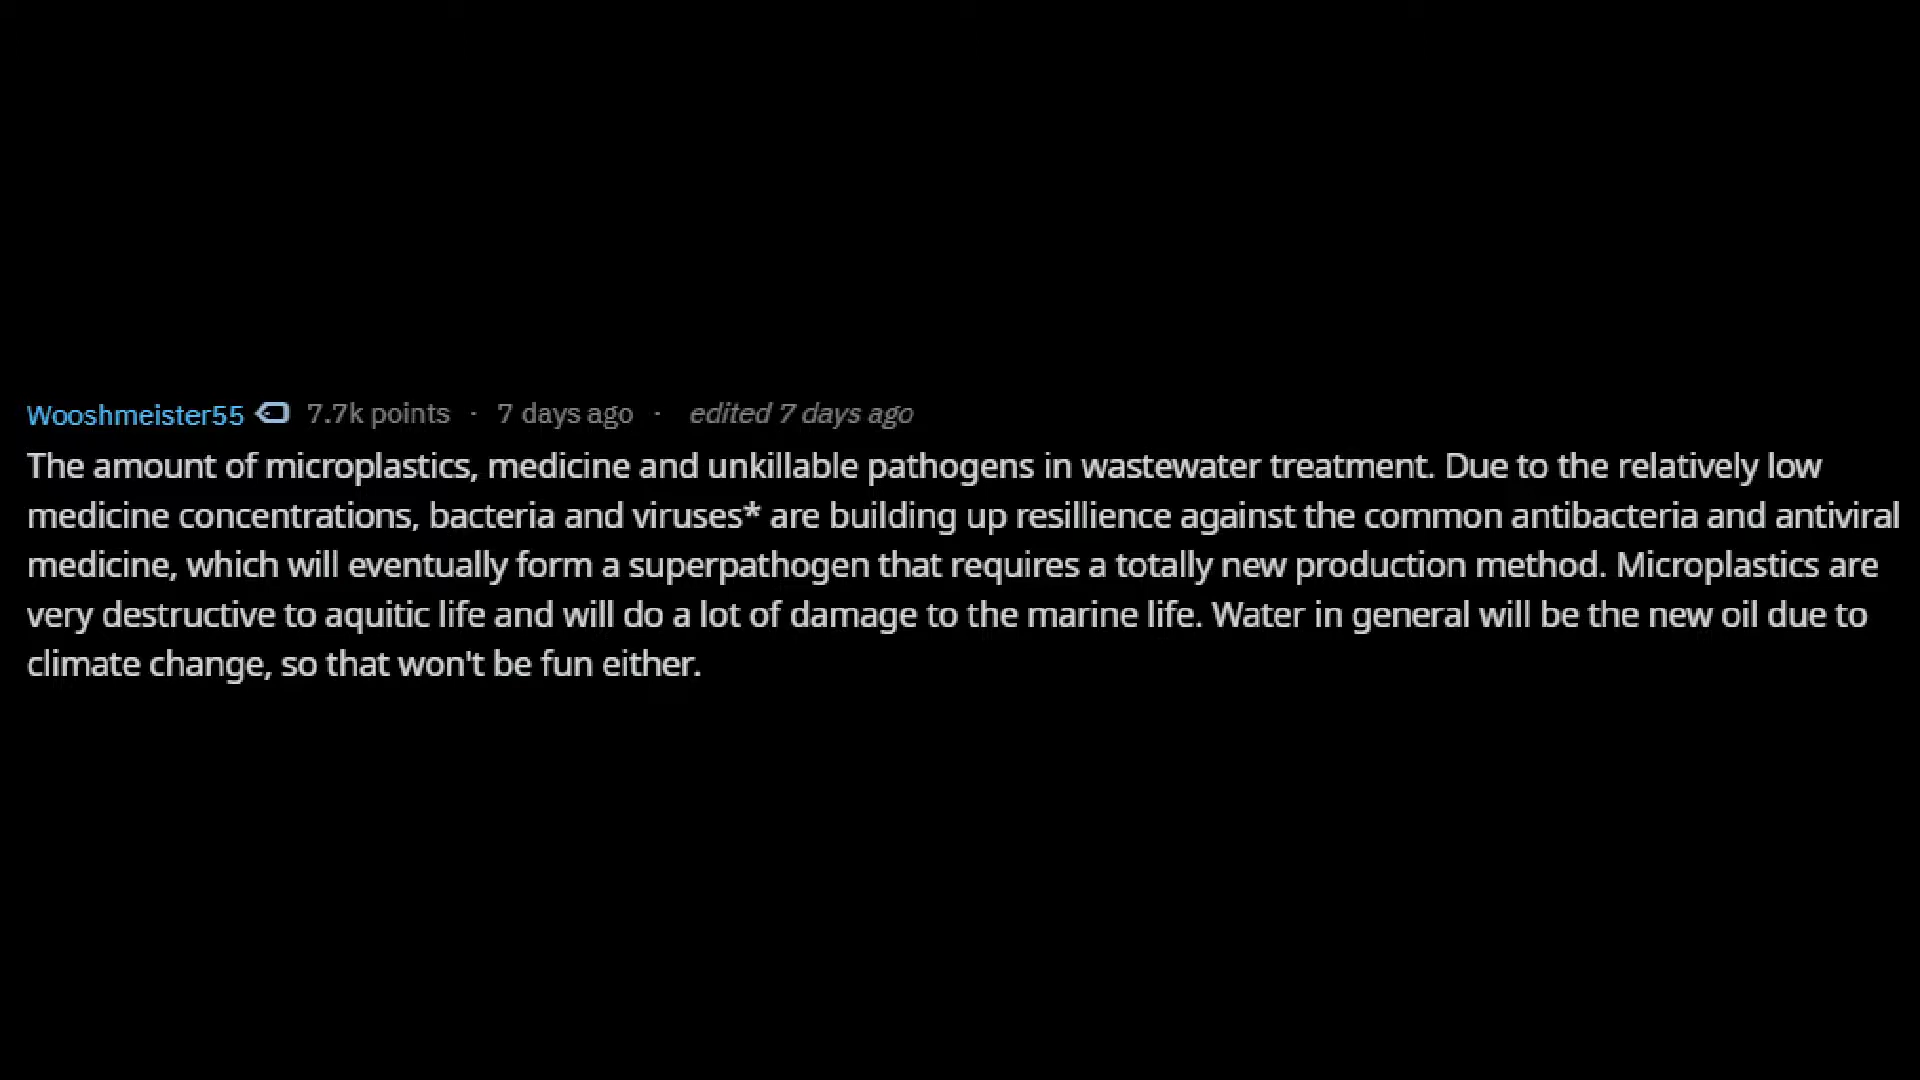 Wooshmeister55 7.7k points · 7 days ago · edited 7 days ago
The amount of microplastics, medicine and unkillable pathogens in wastewater treatment. Due to the relatively low
medicine concentrations, bacteria and viruses* are building up resillience against the common antibacteria and antiviral
medicine, which will eventually form a superpathogen that requires a totally new production method. Microplastics are
very destructive to aquitic life and will do a lot of damage to the marine life. Water in general will be the new oil due to
climate change, so that won't be fun either.